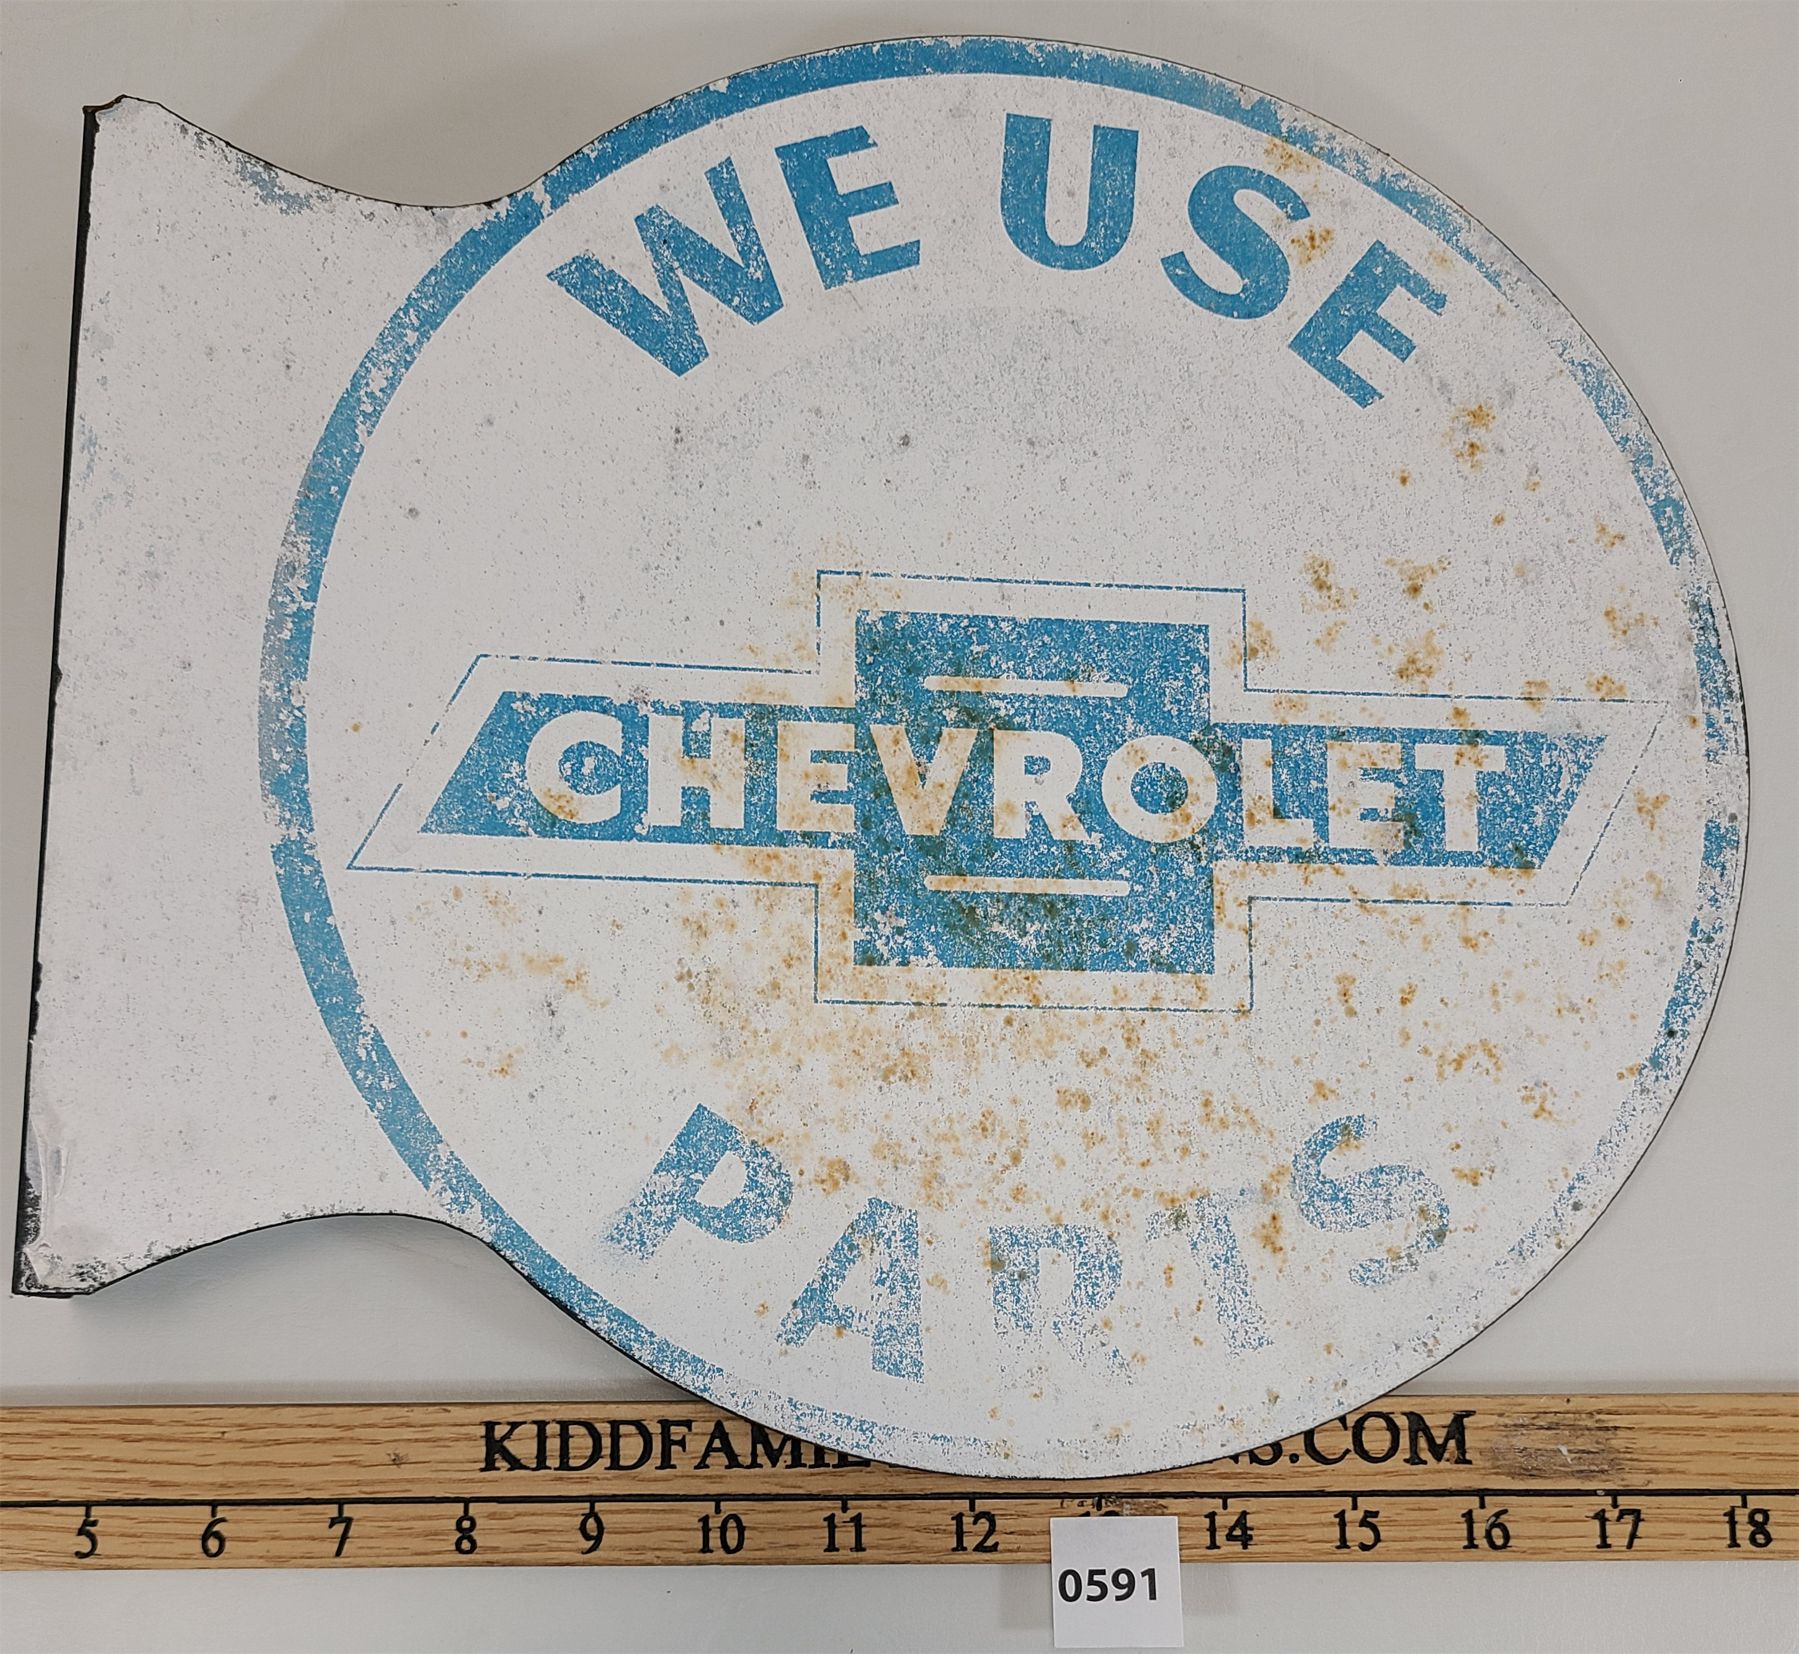 WE USE
CHEVROLET
PARTS
KIDDFAMI S.COM
5 6 7 8 9 10 11 12 13 14 15 16 17 18
0591